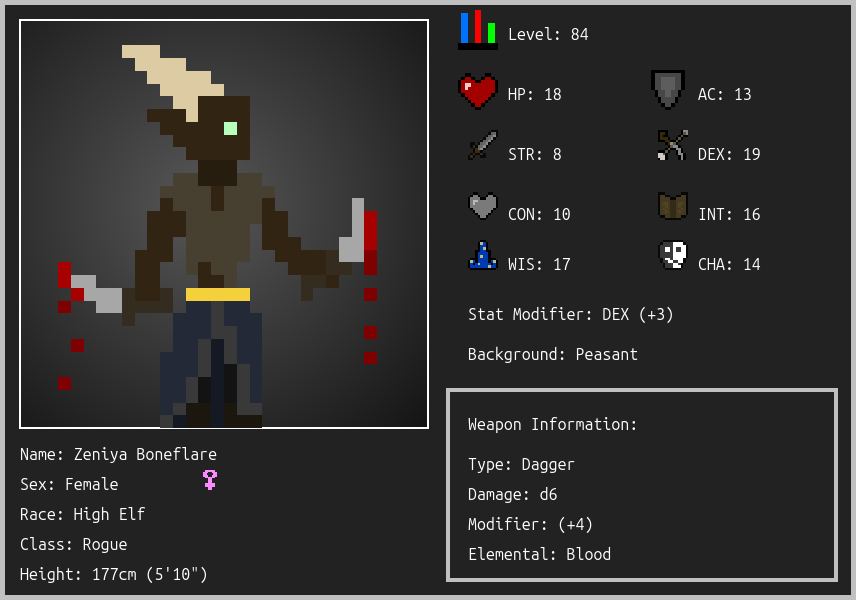 Level: 84
HP: 18
AC: 13
STR: 8
DEX: 19
CON: 10
INT: 16
WIS: 17
CHA: 14
Stat Modifier: DEX (+3)
Background: Peasant
Weapon Information:
Type: Dagger
Damage: d6
Modifier: (+4)
Elemental: Blood
Name: Zeniya Boneflare
Sex: Female
Race: High Elf
Class: Rogue
Height: 177cm (5'10")